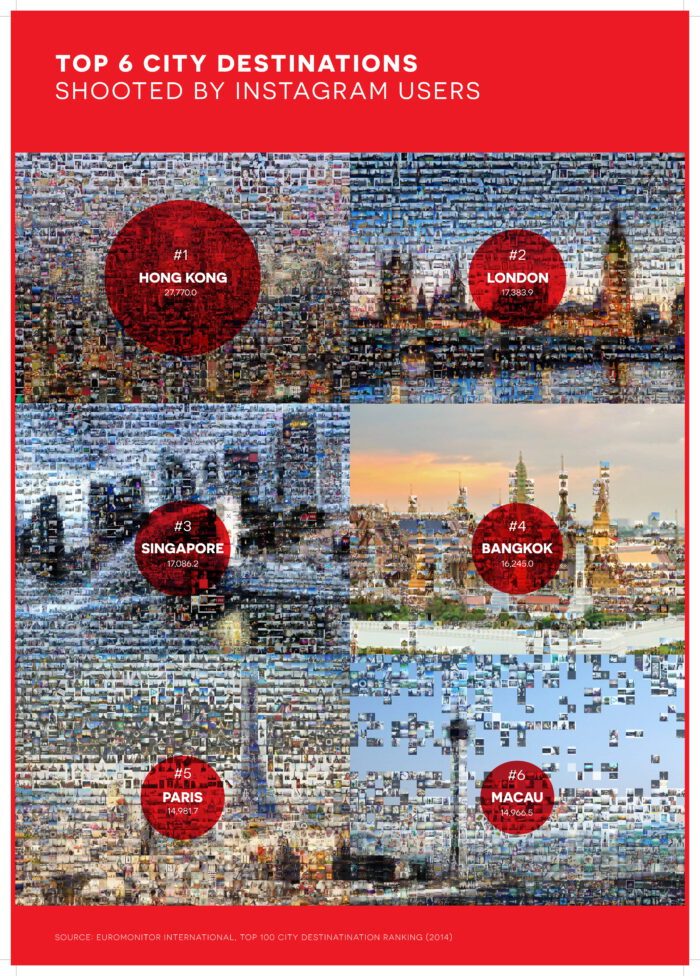 TOP 6 CITY DESTINATIONS
SHOOTED BY INSTAGRAM USERS
#1
HONG KONG
27,770.0
#2
LONDON
17,383.9
#3
SINGAPORE
17,086.2
#4
BANGKOK
16,245.0
#5
PARIS
14,981.7
#6
MACAU
14 966.5
SOURCE: EUROMONITOR INTERNATIONAL, TOP 100 CITY DESTINATINATION RANKING (2014)